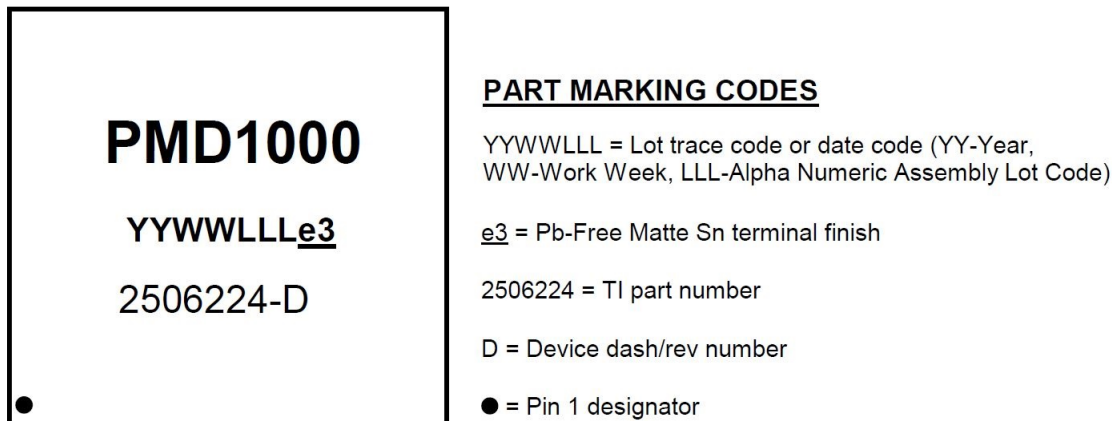 PMD1000
YYWWLLLe3
2506224-D
PART MARKING CODES
YYWWLLL = Lot trace code or date code (YY-Year,
WW-Work Week, LLL-Alpha Numeric Assembly Lot Code)
e3 = Pb-Free Matte Sn terminal finish
2506224 = TI part number
D = Device dash/rev number
● = Pin 1 designator